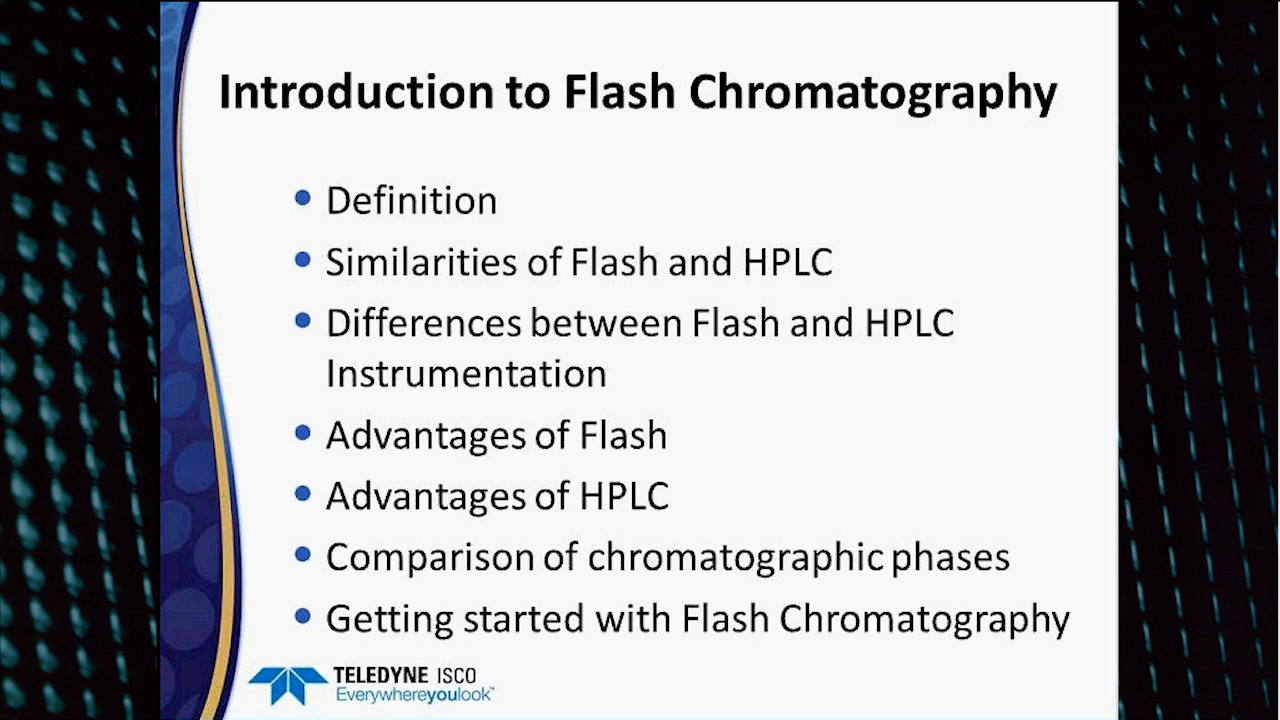 Introduction to Flash Chromatography
• Definition
• Similarities of Flash and HPLC
• Differences between Flash and HPLC
Instrumentation
• Advantages of Flash
• Advantages of HPLC
• Comparison of chromatographic phases
• Getting started with Flash Chromatography
TELEDYNE ISCO
Everywhereyoulook™